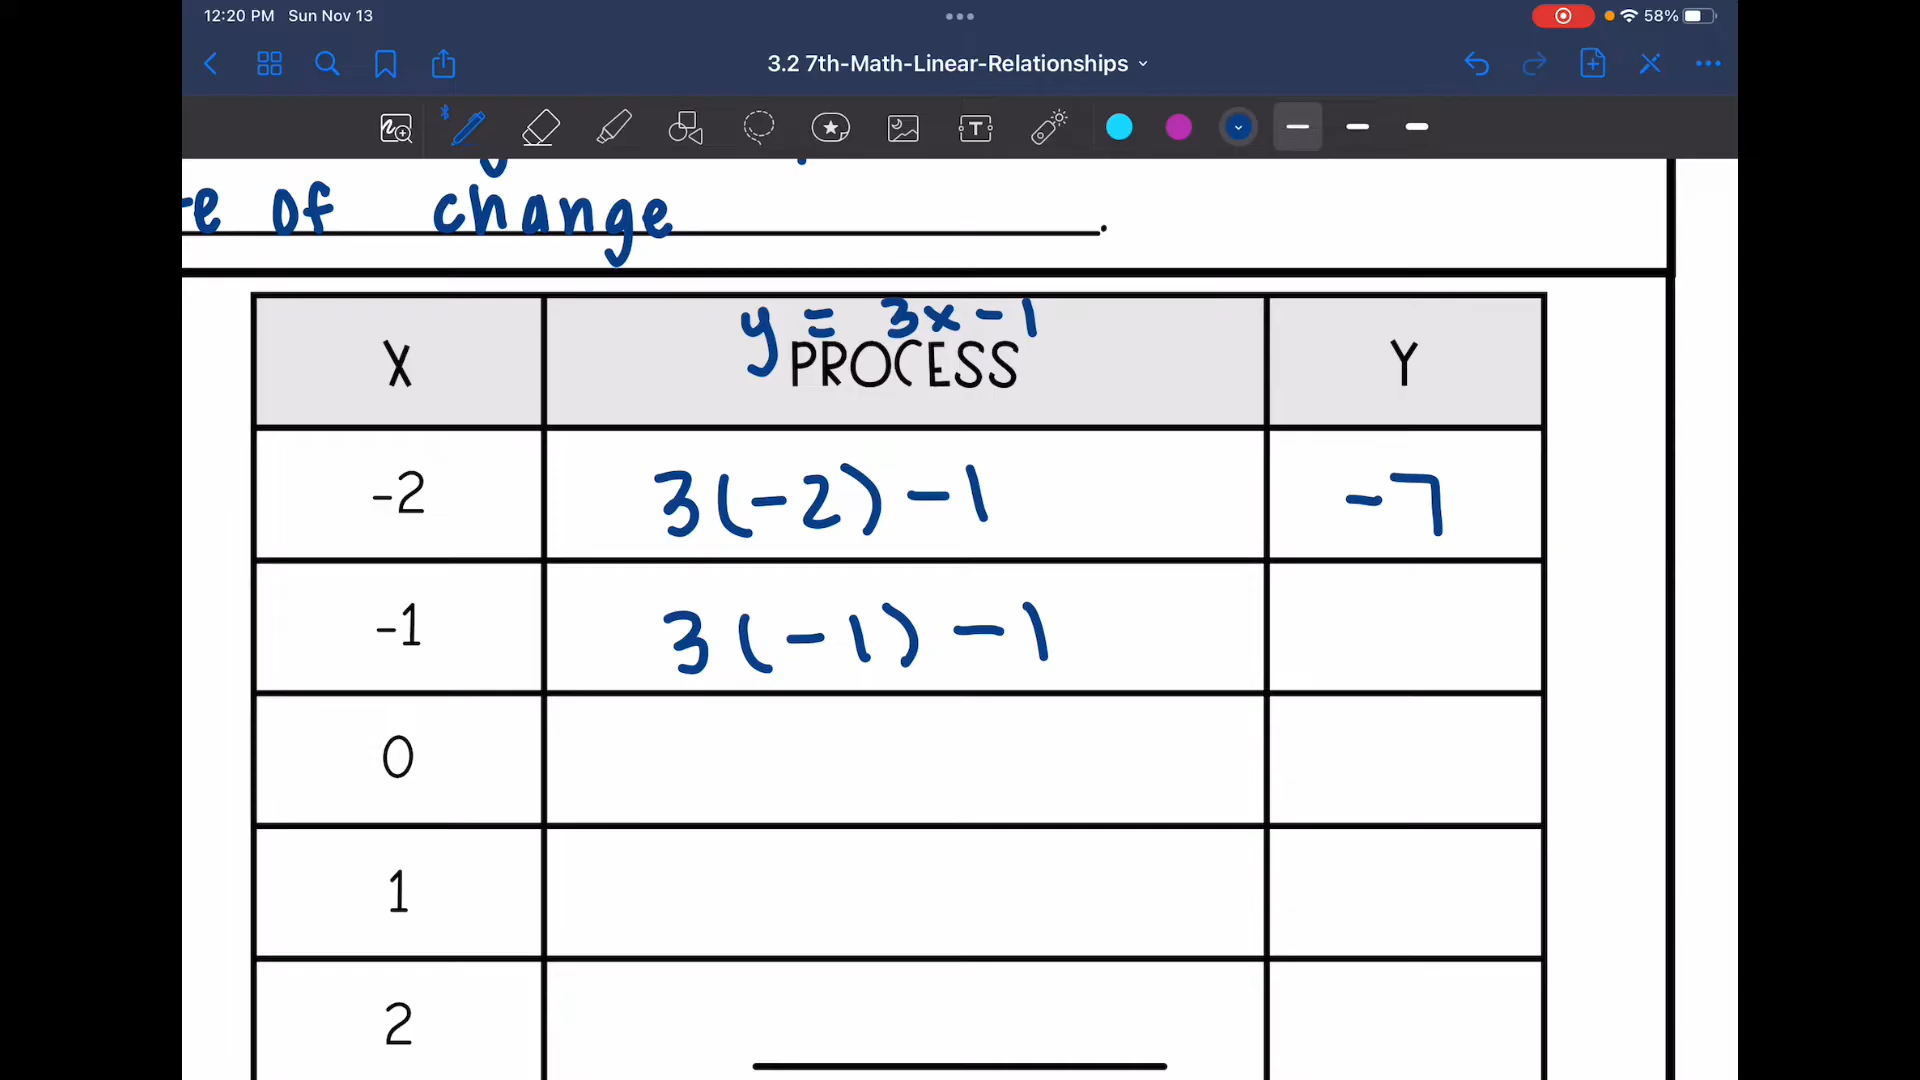 12:20 PM Sun Nov 13
58%
3.2 7th-Math-Linear-Relationships
T
of change .
y = 3x - 1
X PROCESS Y
-2 3(-2) -1 -7
-1 3(-1) -1
0
1
2